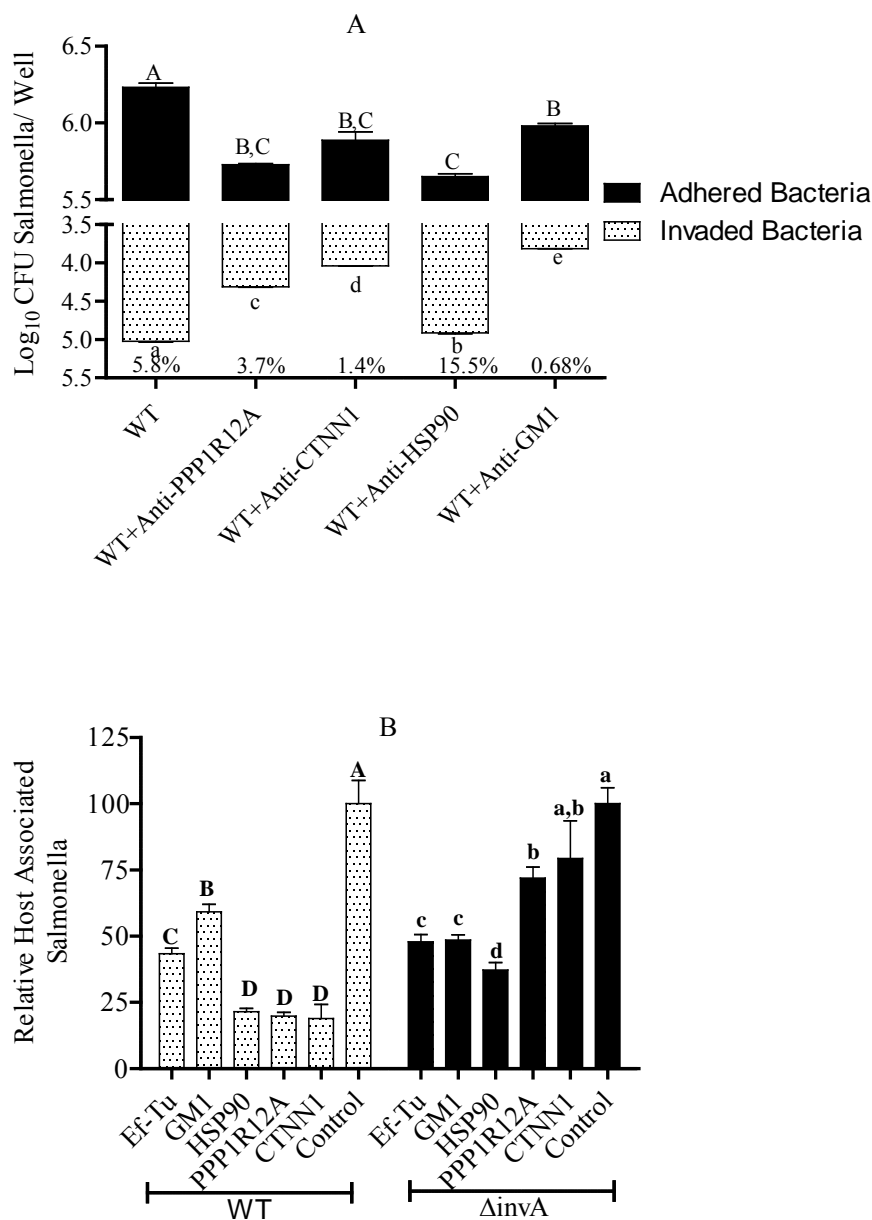 A
Log10 CFU Salmonella/ Well
6.5
6.0
5.5
3.5
4.0
4.5
5.0
5.5
A
B,C
B,C
C
B
a
c
d
b
e
5.8%
3.7%
1.4%
15.5%
0.68%
WT
WT+Anti-PPP1R12A
WT+Anti-CTNN1
WT+Anti-HSP90
WT+Anti-GM1
Adhered Bacteria
Invaded Bacteria
B
Relative Host Associated
Salmonella
125
100
75
50
25
0
C
B
D
D
D
A
c
c
d
b
a,b
a
Ef-Tu
GM1
HSP90
PPP1R12A
CTNN1
Control
Ef-Tu
GM1
HSP90
PPP1R12A
CTNN1
Control
WT
ΔinvA